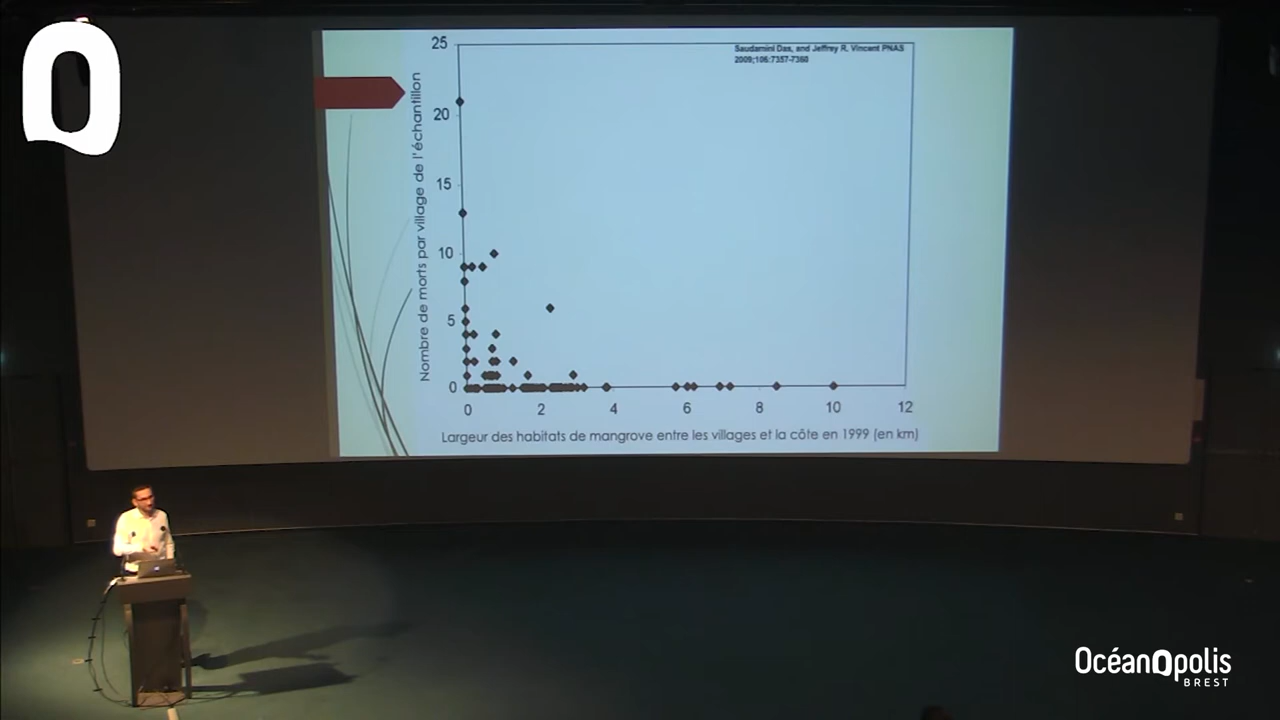 Saudamini Das, and Jeffrey R. Vincent PNAS
2009;106:7357-7360
Nombre de morts par village de l'échantillon
25
20
15
10
5
0
0 2 4 6 8 10 12
Largeur des habitats de mangrove entre les villages et la côte en 1999 (en km)
OcéanOpolis
BREST